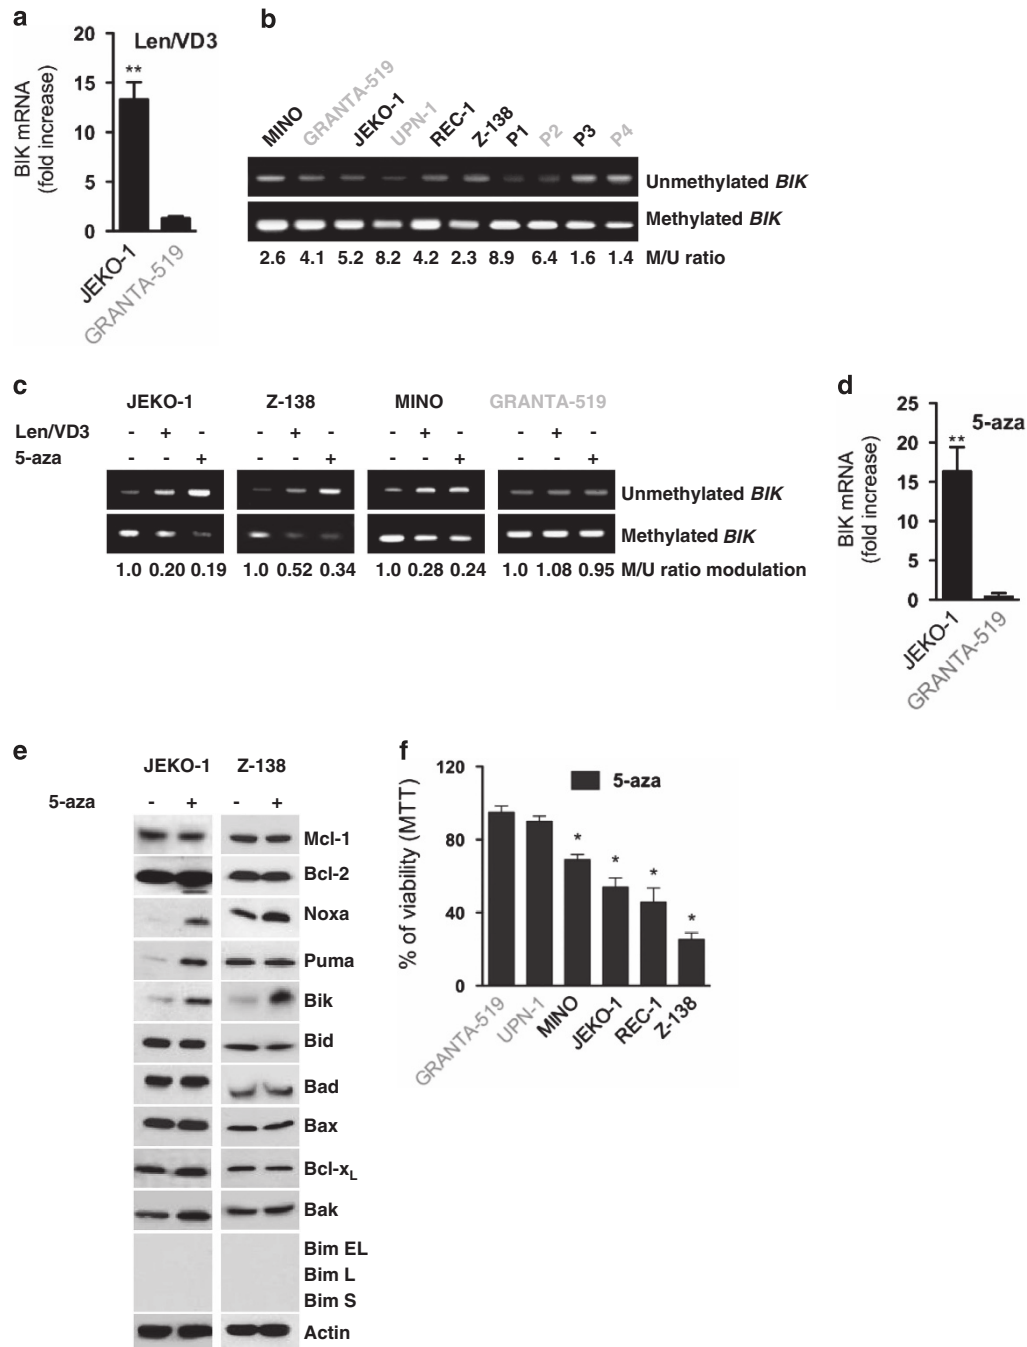 a
20
15
10
5
0
BIK mRNA
(fold increase)
Len/VD3
**
JEKO-1
GRANTA-519
b
MINO GRANTA-519 JEKO-1 UPN-1 REC-1 Z-138 P1 P2 P3 P4
Unmethylated BIK
Methylated BIK
2.6 4.1 5.2 8.2 4.2 2.3 8.9 6.4 1.6 1.4 M/U ratio
c
JEKO-1 Z-138 MINO GRANTA-519
Len/VD3 - + - - + - - + - - + -
5-aza - - + - - + - - + - - +
Unmethylated BIK
Methylated BIK
1.0 0.20 0.19 1.0 0.52 0.34 1.0 0.28 0.24 1.0 1.08 0.95 M/U ratio modulation
d
25
20
15
10
5
0
BIK mRNA
(fold increase)
5-aza
**
JEKO-1
GRANTA-519
e
JEKO-1 Z-138
5-aza - + - +
Mcl-1
Bcl-2
Noxa
Puma
Bik
Bid
Bad
Bax
Bcl-xL
Bak
Bim EL
Bim L
Bim S
Actin
f
120
80
40
0
% of viability (MTT)
5-aza
* * * *
GRANTA-519 UPN-1 MINO JEKO-1 REC-1 Z-138